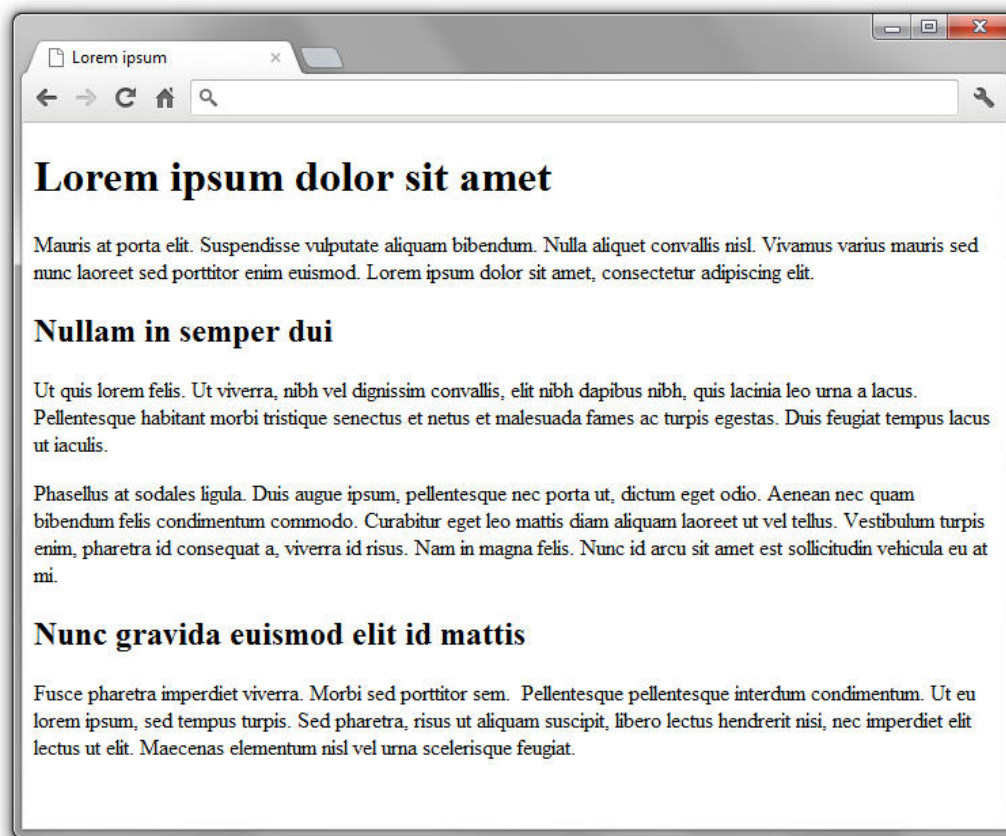 Lorem ipsum
Lorem ipsum dolor sit amet
Mauris at porta elit. Suspendisse vulputate aliquam bibendum. Nulla aliquet convallis nisl. Vivamus varius mauris sed
nunc laoreet sed porttitor enim euismod. Lorem ipsum dolor sit amet, consectetur adipiscing elit.
Nullam in semper dui
Ut quis lorem felis. Ut viverra, nibh vel dignissim convallis, elit nibh dapibus nibh, quis lacinia leo urna a lacus.
Pellentesque habitant morbi tristique senectus et netus et malesuada fames ac turpis egestas. Duis feugiat tempus lacus
ut iaculis.
Phasellus at sodales ligula. Duis augue ipsum, pellentesque nec porta ut, dictum eget odio. Aenean nec quam
bibendum felis condimentum commodo. Curabitur eget leo mattis diam aliquam laoreet ut vel tellus. Vestibulum turpis
enim, pharetra id consequat a, viverra id risus. Nam in magna felis. Nunc id arcu sit amet est sollicitudin vehicula eu at
mi.
Nunc gravida euismod elit id mattis
Fusce pharetra imperdiet viverra. Morbi sed porttitor sem.  Pellentesque pellentesque interdum condimentum. Ut eu
lorem ipsum, sed tempus turpis. Sed pharetra, risus ut aliquam suscipit, libero lectus hendrerit nisi, nec imperdiet elit
lectus ut elit. Maecenas elementum nisl vel urna scelerisque feugiat.